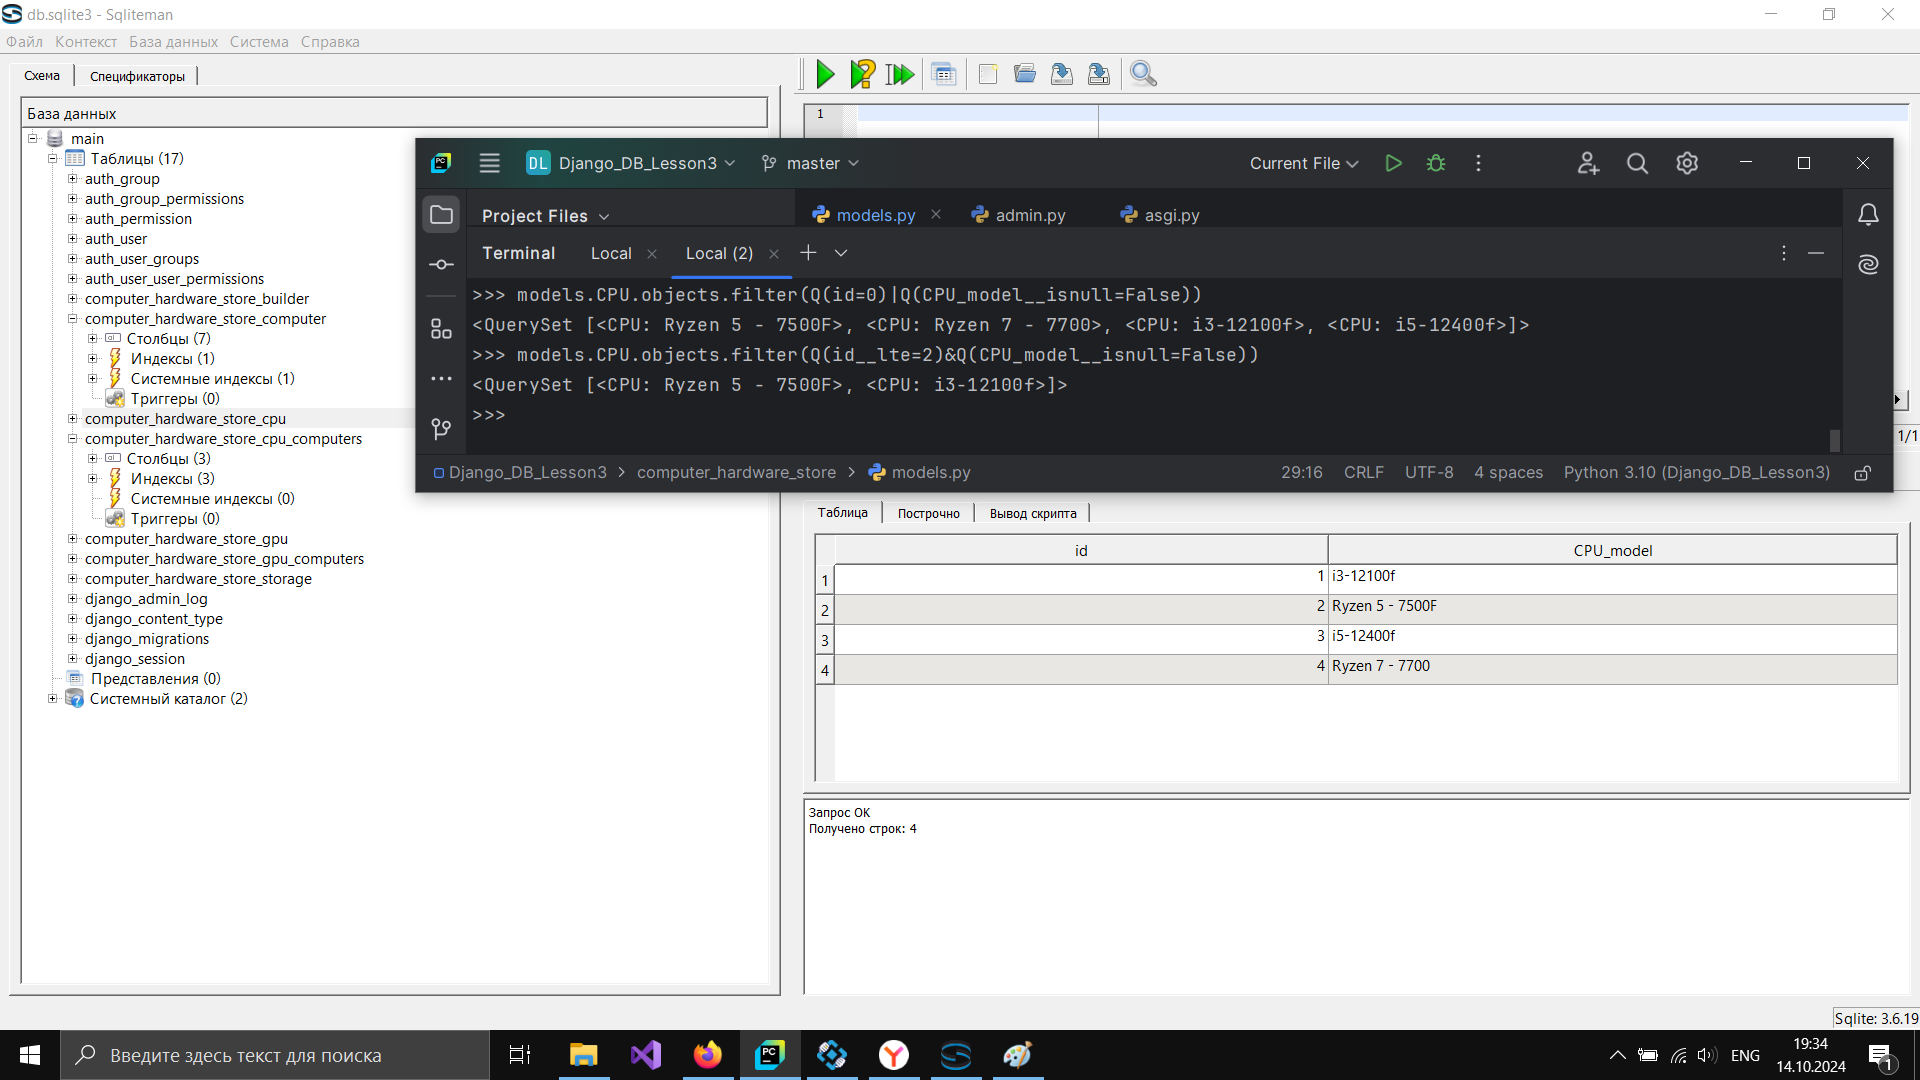 db.sqlite3 - Sqliteman
Файл Контекст База данных Система Справка
Схема Спецификаторы
База данных
main
Таблицы (17)
auth_group
auth_group_permissions
auth_permission
auth_user
auth_user_groups
auth_user_user_permissions
computer_hardware_store_builder
computer_hardware_store_computer
Столбцы (7)
Индексы (1)
Системные индексы (1)
Триггеры (0)
computer_hardware_store_cpu
computer_hardware_store_cpu_computers
Столбцы (3)
Индексы (3)
Системные индексы (0)
Триггеры (0)
computer_hardware_store_gpu
computer_hardware_store_gpu_computers
computer_hardware_store_storage
django_admin_log
django_content_type
django_migrations
django_session
Представления (0)
Системный каталог (2)
1
DL Django_DB_Lesson3 master Current File
Project Files models.py admin.py asgi.py
Terminal Local Local (2)
>>> models.CPU.objects.filter(Q(id=0)|Q(CPU_model__isnull=False))
<QuerySet [<CPU: Ryzen 5 - 7500F>, <CPU: Ryzen 7 - 7700>, <CPU: i3-12100f>, <CPU: i5-12400f>]>
>>> models.CPU.objects.filter(Q(id__lte=2)&Q(CPU_model__isnull=False))
<QuerySet [<CPU: Ryzen 5 - 7500F>, <CPU: i3-12100f>]>
>>>
Django_DB_Lesson3 > computer_hardware_store > models.py 29:16 CRLF UTF-8 4 spaces Python 3.10 (Django_DB_Lesson3)
1/1
Таблица Построчно Вывод скрипта
id CPU_model
1 1 i3-12100f
2 2 Ryzen 5 - 7500F
3 3 i5-12400f
4 4 Ryzen 7 - 7700
Запрос ОК
Получено строк: 4
Sqlite: 3.6.19
Введите здесь текст для поиска
PC
ENG
19:34
14.10.2024
1